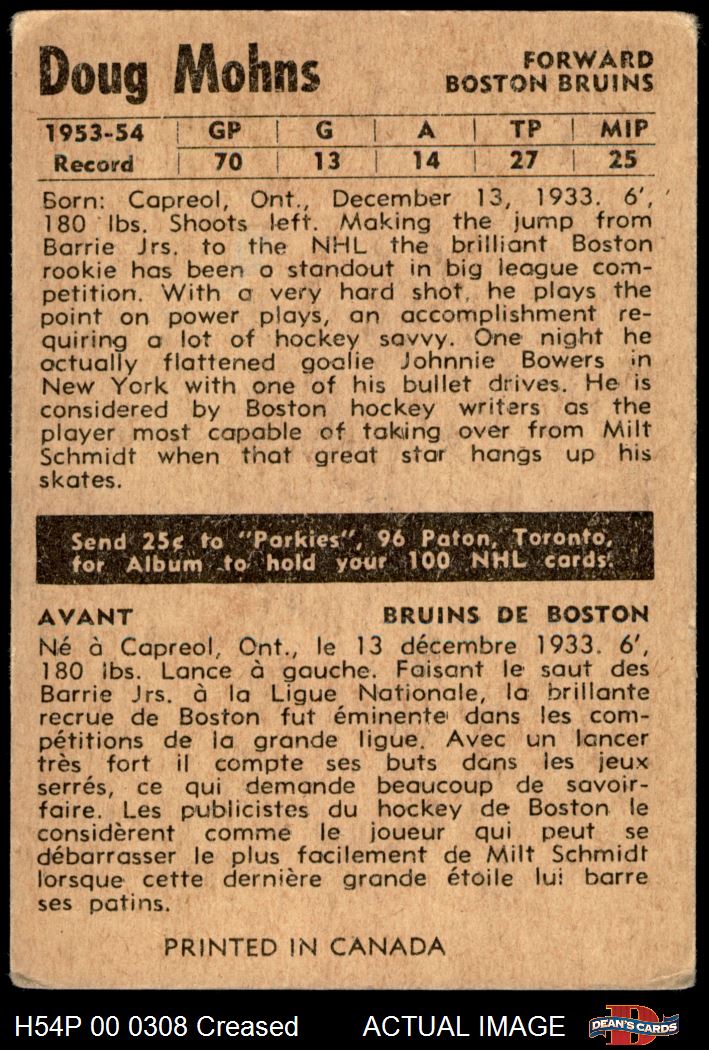 Doug Mohns
FORWARD
BOSTON BRUINS
1953-54 GP G A TP MIP
Record 70 13 14 27 25
Born: Capreol, Ont., December 13, 1933. 6',
180 lbs. Shoots left. Making the jump from
Barrie Jrs. to the NHL the brilliant Boston
rookie has been a standout in big league com-
petition. With a very hard shot, he plays the
point on power plays, an accomplishment re-
quiring a lot of hockey savvy. One night he
actually flattened goalie Johnnie Bowers in
New York with one of his bullet drives. He is
considered by Boston hockey writers as the
player most capable of taking over from Milt
Schmidt when that great star hangs up his
skates.
Send 25¢ to "Parkies", 96 Paton, Toronto,
for Album to hold your 100 NHL cards.
AVANT BRUINS DE BOSTON
Né à Capreol, Ont., le 13 décembre 1933. 6',
180 lbs. Lance à gauche. Faisant le saut des
Barrie Jrs. à la Ligue Nationale, la brillante
recrue de Boston fut éminente dans les com-
pétitions de la grande ligue. Avec un lancer
très fort il compte ses buts dans les jeux
serrés, ce qui demande beaucoup de savoir-
faire. Les publicistes du hockey de Boston le
considèrent comme le joueur qui peut se
débarrasser le plus facilement de Milt Schmidt
lorsque cette dernière grande étoile lui barre
ses patins.
PRINTED IN CANADA
H54P 00 0308 Creased ACTUAL IMAGE
D
DEAN'S CARDS